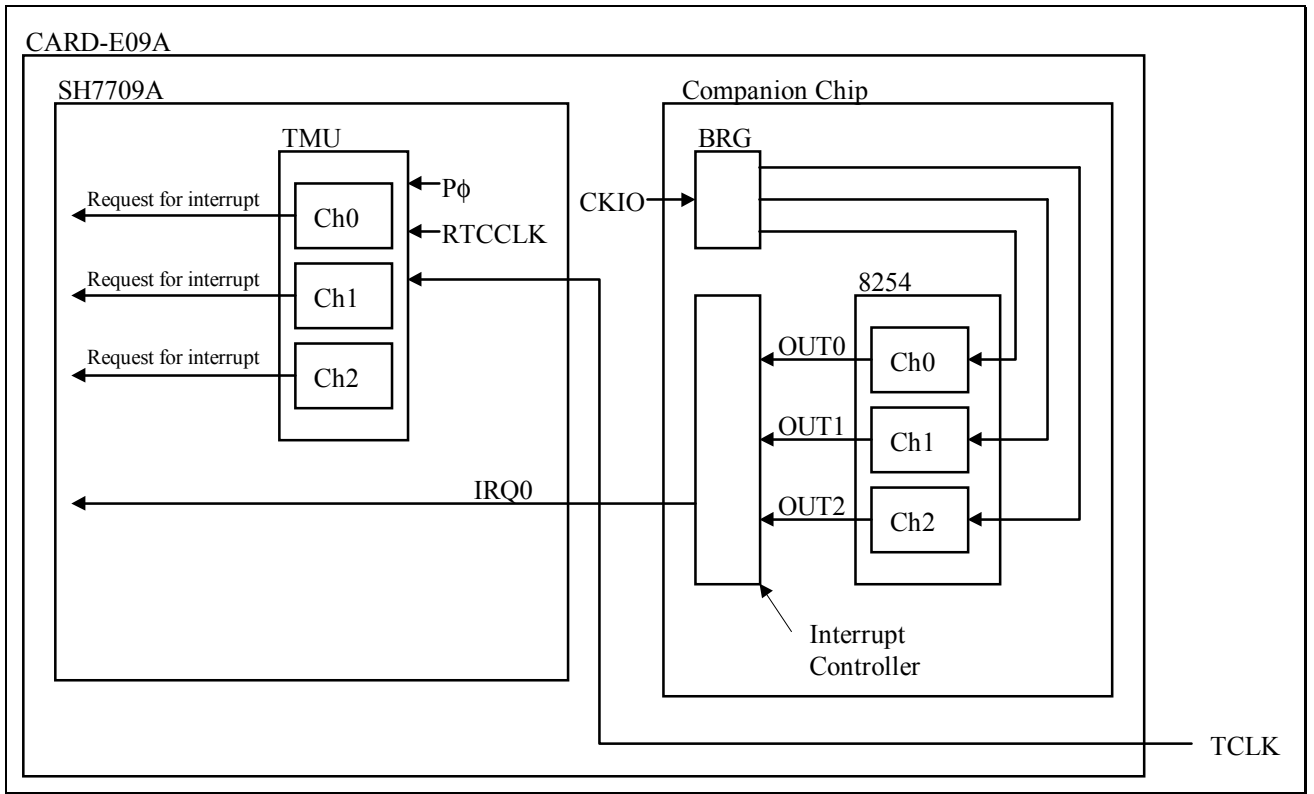 CARD-E09A
SH7709A
TMU
Request for interrupt
Ch0
Pϕ
RTCCLK
Request for interrupt
Ch1
Request for interrupt
Ch2
IRQ0
Companion Chip
BRG
CKIO
8254
OUT0
Ch0
OUT1
Ch1
OUT2
Ch2
Interrupt
Controller
TCLK